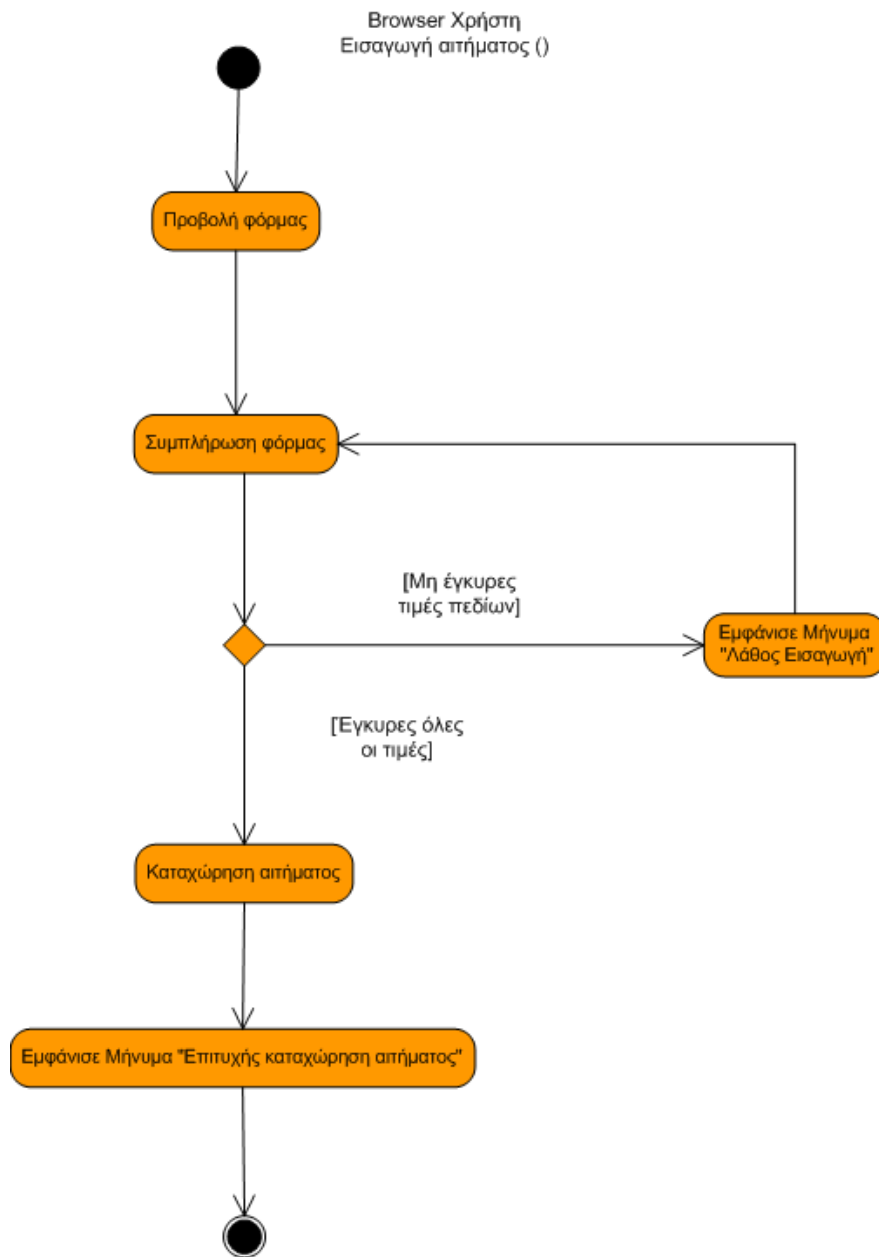 Browser Χρήστη
Εισαγωγή αιτήματος ()
Προβολή φόρμας
Συμπλήρωση φόρμας
[Μη έγκυρες
τιμές πεδίων]
Εμφάνισε Μήνυμα
"Λάθος Εισαγωγή"
[Έγκυρες όλες
οι τιμές]
Καταχώρηση αιτήματος
Εμφάνισε Μήνυμα "Επιτυχής καταχώρηση αιτήματος"